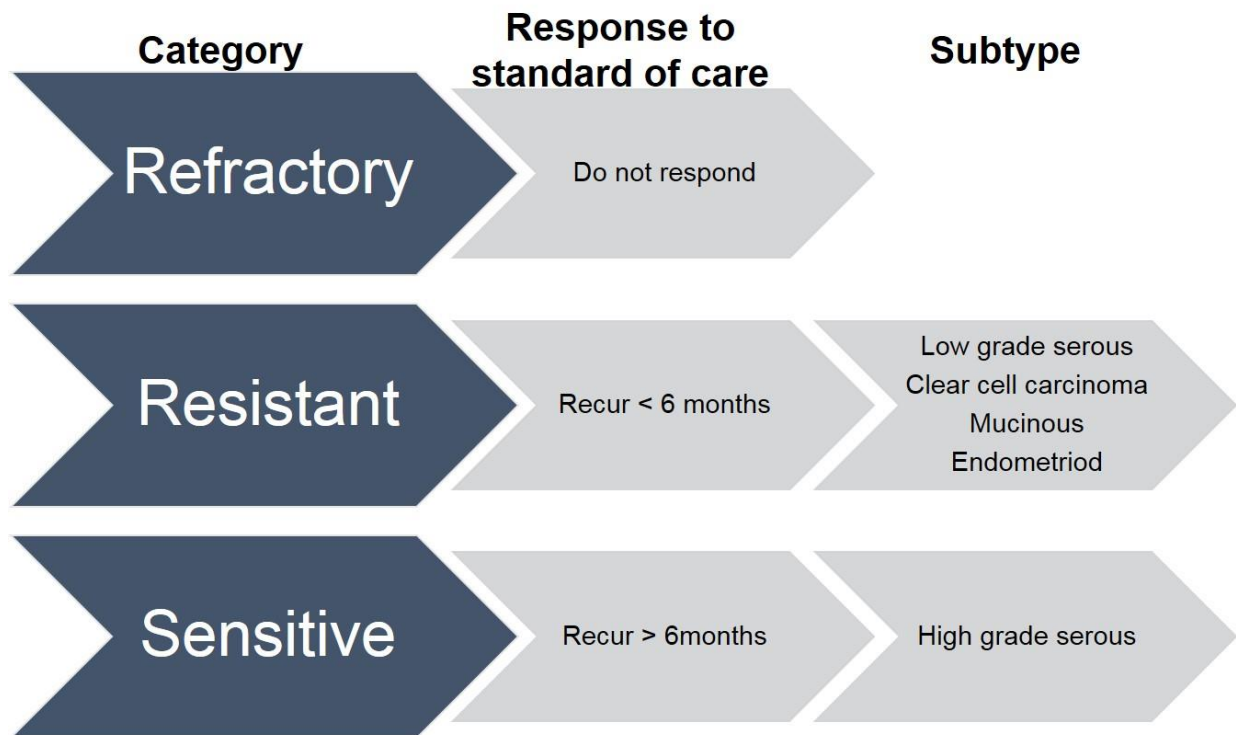 Category
Response to
standard of care
Subtype
Refractory
Do not respond
Resistant
Recur < 6 months
Low grade serous
Clear cell carcinoma
Mucinous
Endometriod
Sensitive
Recur > 6months
High grade serous